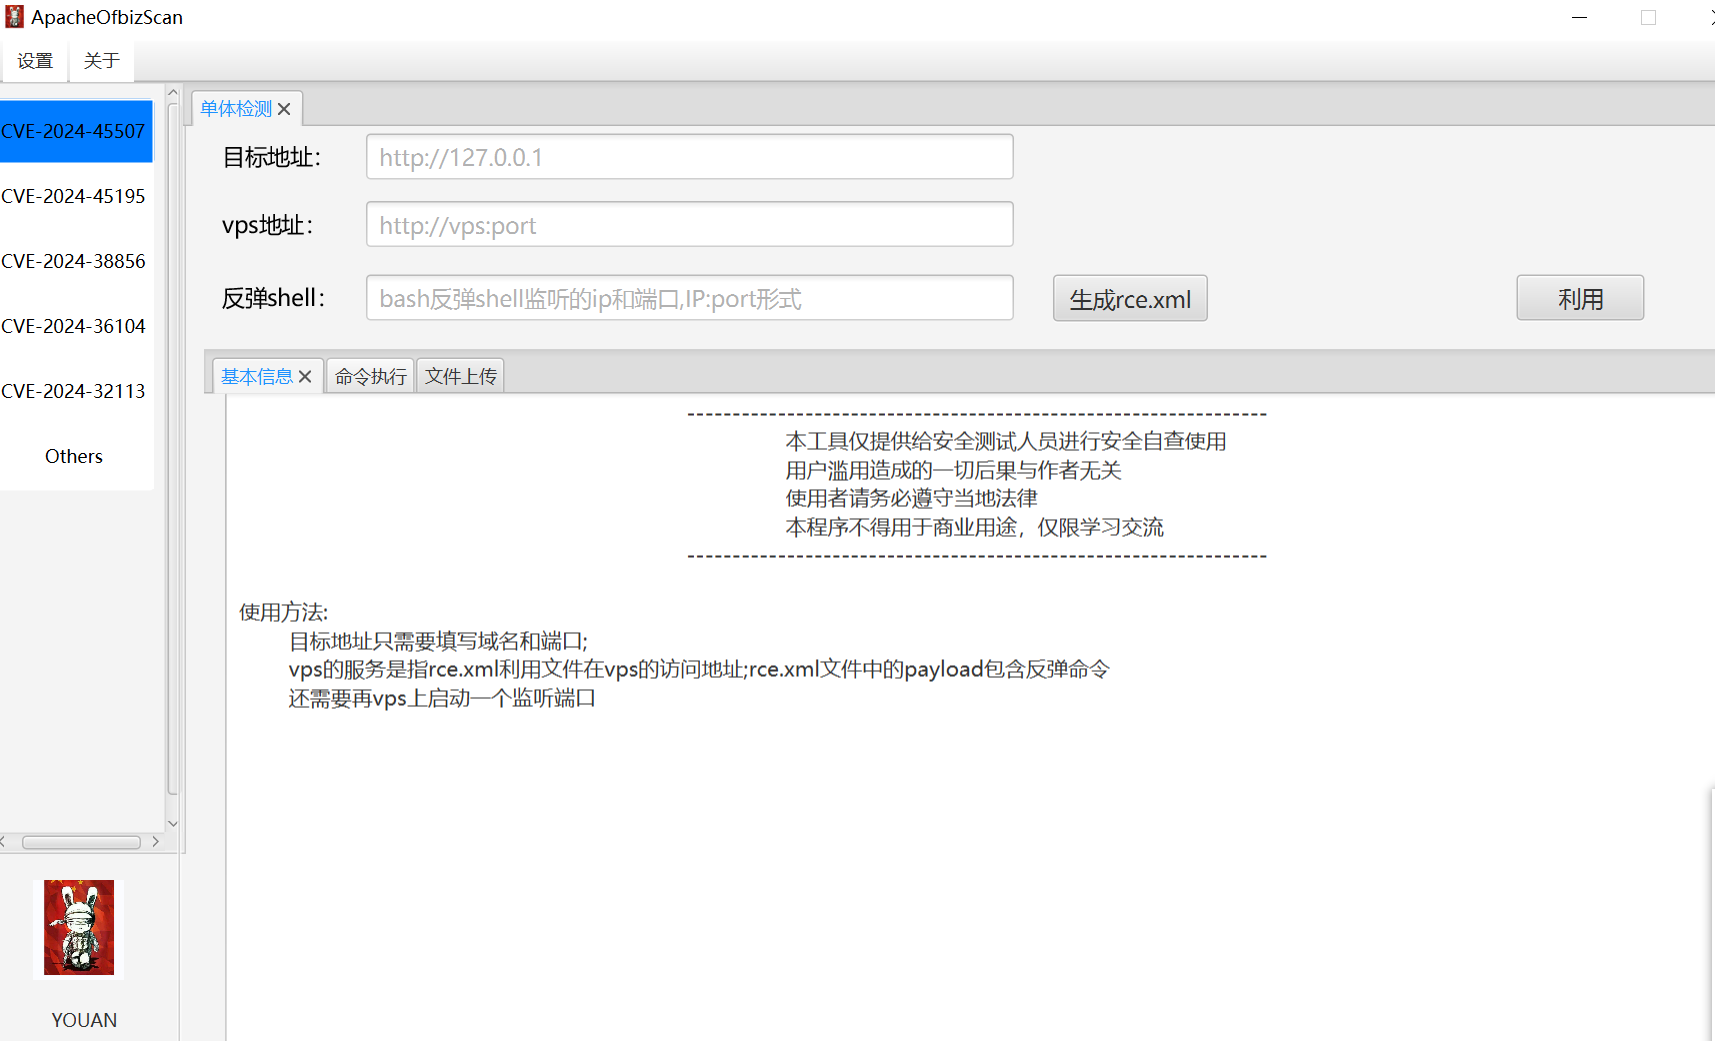 ApacheOfbizScan
设置 关于
CVE-2024-45507
CVE-2024-45195
CVE-2024-38856
CVE-2024-36104
CVE-2024-32113
Others
YOUAN
单体检测
目标地址： http://127.0.0.1
vps地址： http://vps:port
反弹shell： bash反弹shell监听的ip和端口,IP:port形式 生成rce.xml 利用
基本信息 命令执行 文件上传
----------------------------------------------------------------
本工具仅提供给安全测试人员进行安全自查使用
用户滥用造成的一切后果与作者无关
使用者请务必遵守当地法律
本程序不得用于商业用途，仅限学习交流
----------------------------------------------------------------
使用方法:
目标地址只需要填写域名和端口;
vps的服务是指rce.xml利用文件在vps的访问地址;rce.xml文件中的payload包含反弹命令
还需要再vps上启动一个监听端口